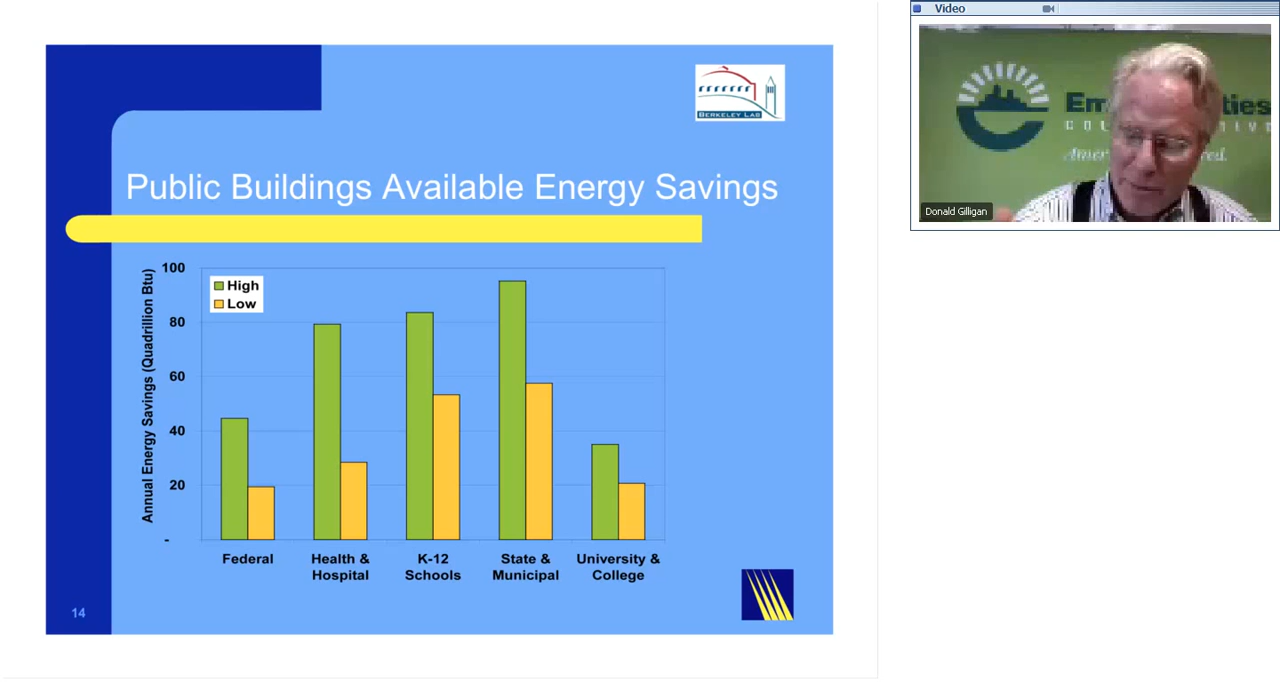 BERKELEY LAB
Public Buildings Available Energy Savings
Annual Energy Savings (Quadrillion Btu)
100
80
60
40
20
-
High
Low
Federal
Health &
Hospital
K-12
Schools
State &
Municipal
University &
College
14
Video
Donald Gilligan